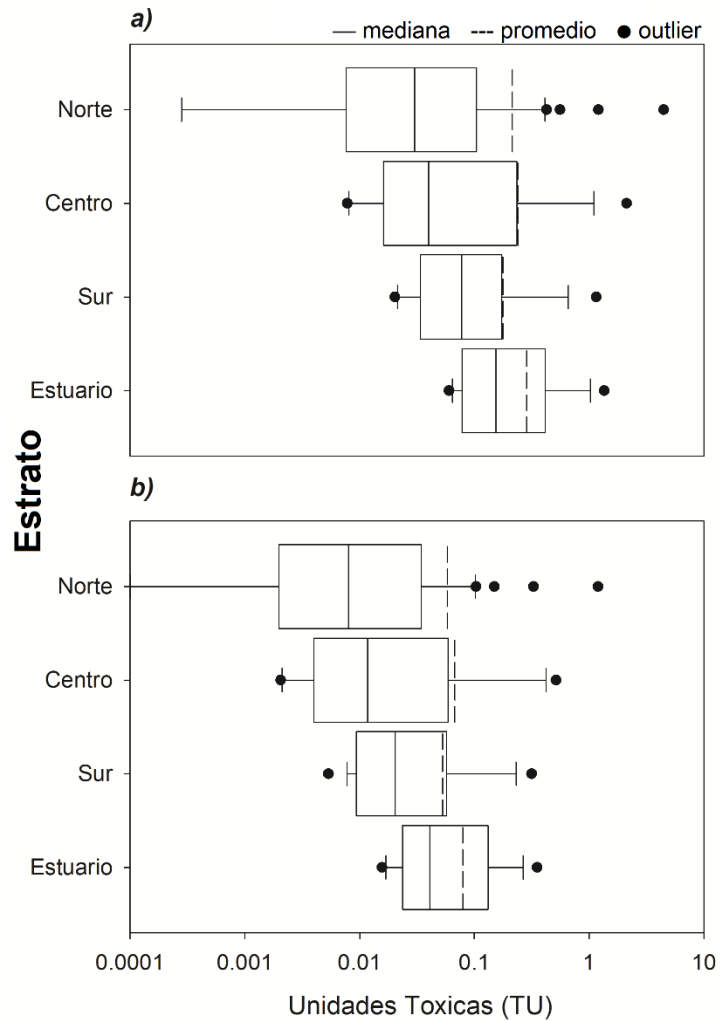 a)
mediana promedio outlier
Norte
Centro
Sur
Estuario
Estrato
b)
Norte
Centro
Sur
Estuario
0.0001 0.001 0.01 0.1 1 10
Unidades Toxicas (TU)